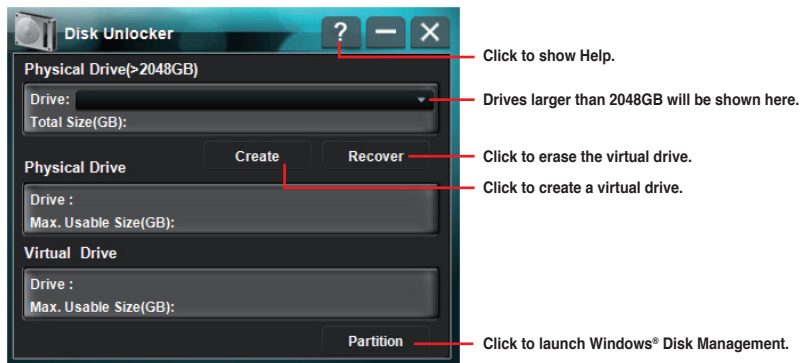 Disk Unlocker
?
Click to show Help.
Physical Drive(>2048GB)
Drive:
Drives larger than 2048GB will be shown here.
Total Size(GB):
Create
Recover
Click to erase the virtual drive.
Click to create a virtual drive.
Physical Drive
Drive :
Max. Usable Size(GB):
Virtual Drive
Drive :
Max. Usable Size(GB):
Partition
Click to launch Windows® Disk Management.